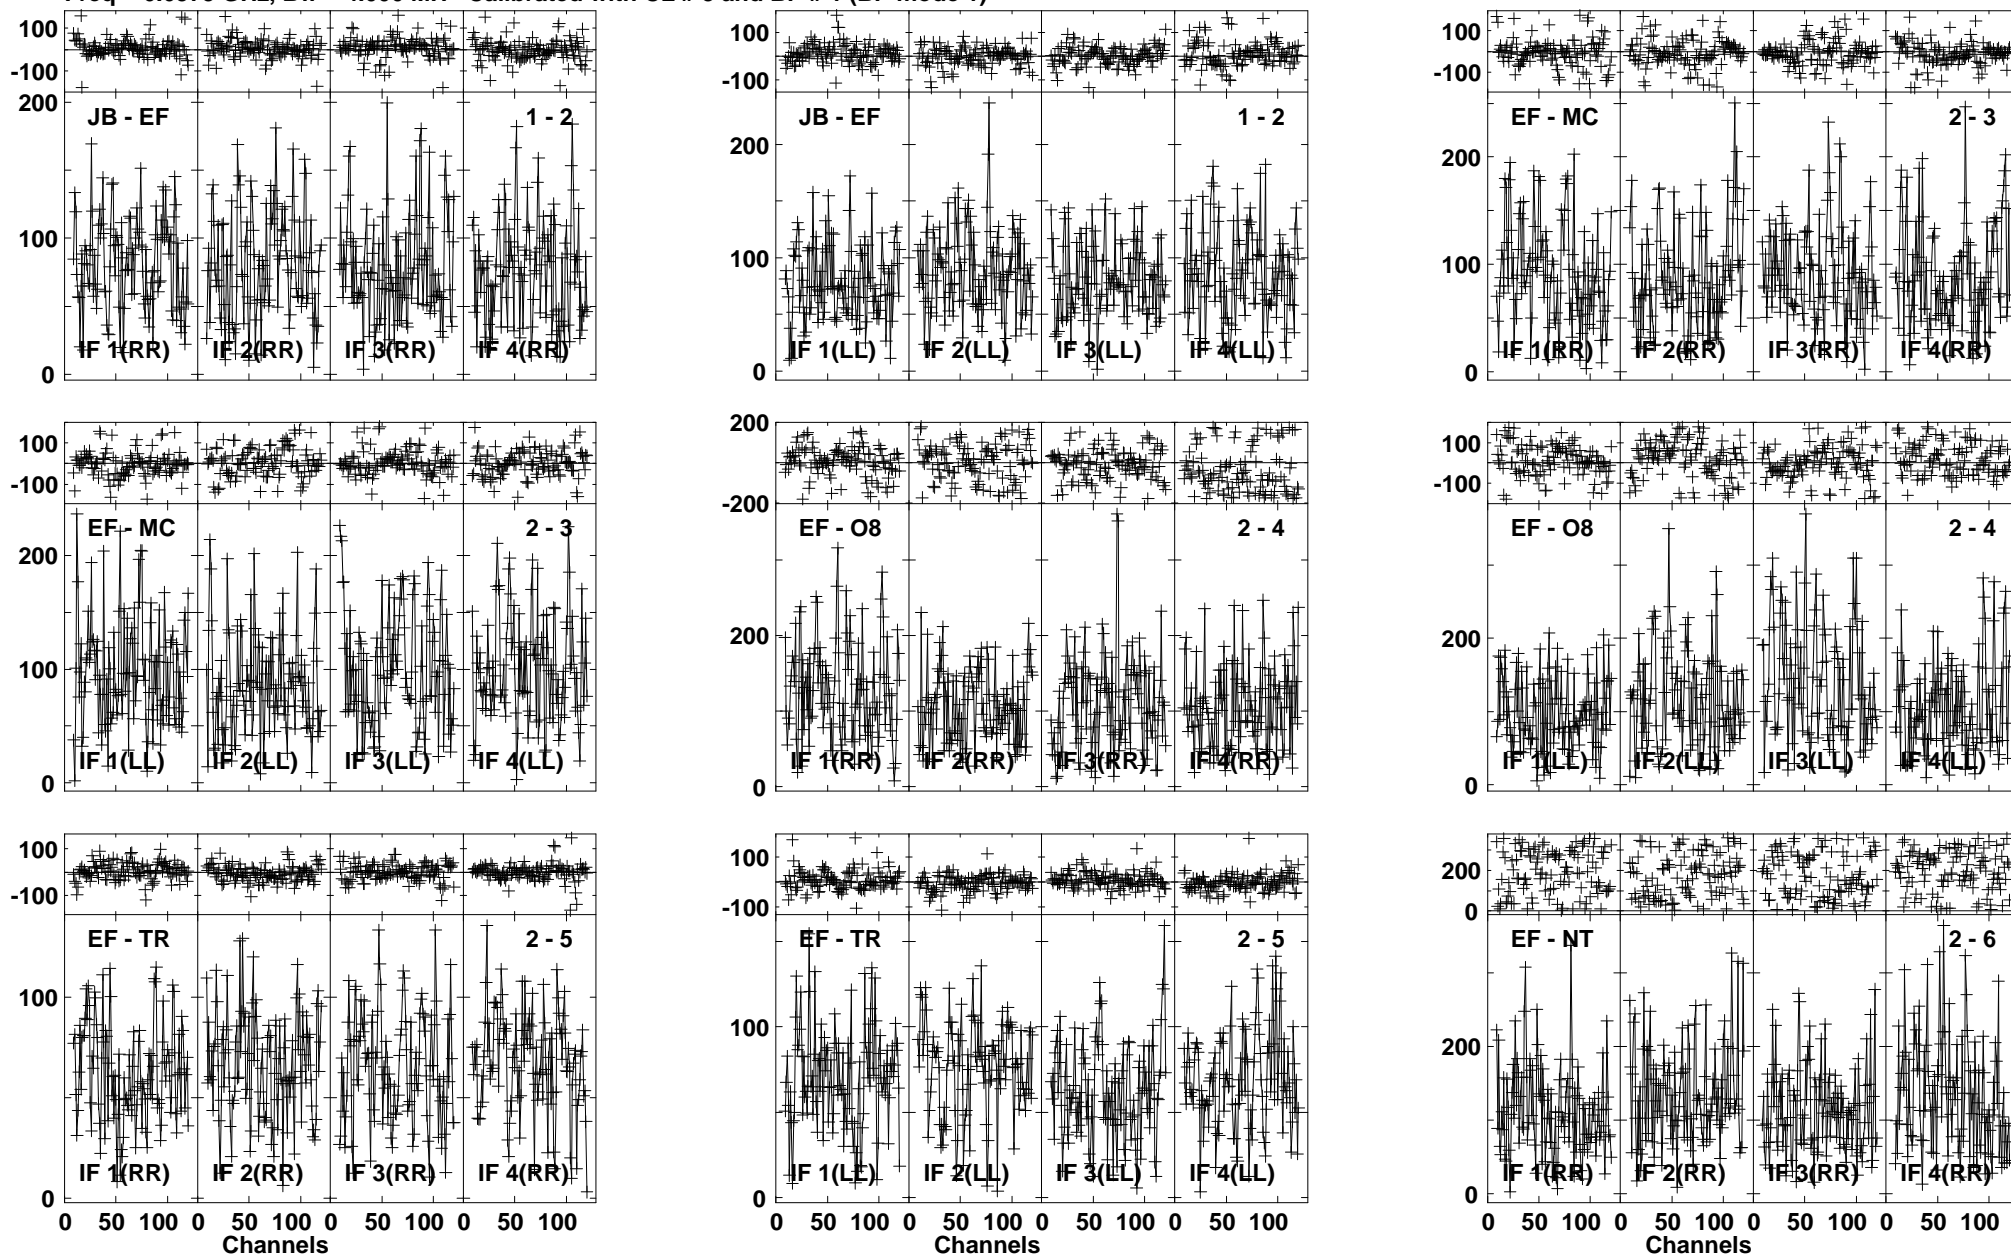 100 100 100
-100 -100 -100
200 JB - EF 1 - 2 JB - EF 1 - 2 EF - MC 2 - 3
200 200
100 100 100
IF 1(RR) IF 2(RR) IF 3(RR) IF 4(RR) IF 1(LL) IF 2(LL) IF 3(LL) IF 4(LL) IF 1(RR) IF 2(RR) IF 3(RR) IF 4(RR)
0 0 0
100 200 100
-100 -200 -100
EF - MC 2 - 3 EF - O8 2 - 4 EF - O8 2 - 4
200 200 200
100
IF 1(LL) IF 2(LL) IF 3(LL) IF 4(LL) IF 1(RR) IF 2(RR) IF 3(RR) IF 4(RR) IF 1(LL) IF 2(LL) IF 3(LL) IF 4(LL)
0 0 0
100 100 200
-100 -100 0
EF - TR 2 - 5 EF - TR 2 - 5 EF - NT 2 - 6
100 100 200
IF 1(RR) IF 2(RR) IF 3(RR) IF 4(RR) IF 1(LL) IF 2(LL) IF 3(LL) IF 4(LL) IF 1(RR) IF 2(RR) IF 3(RR) IF 4(RR)
0 0 0
0 50 100 0 50 100 0 50 100 0 50 100 0 50 100 0 50 100 0 50 100 0 50 100 0 50 100 0 50 100 0 50 100 0 50 100
Channels Channels Channels